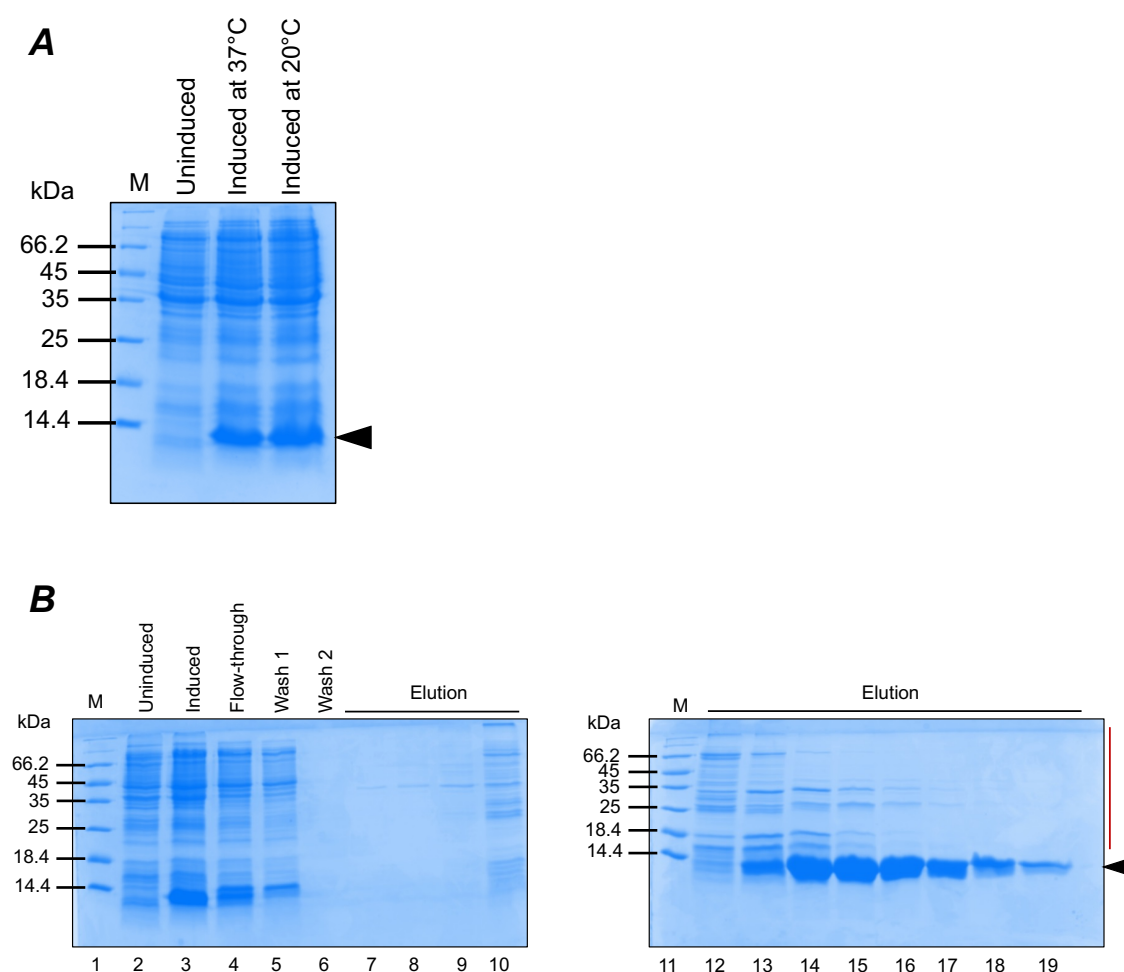 A
Uninduced
Induced at 37°C
Induced at 20°C
kDa
M
66.2
45
35
25
18.4
14.4
B
Uninduced
Induced
Flow-through
Wash 1
Wash 2
Elution
M
kDa
66.2
45
35
25
18.4
14.4
1 2 3 4 5 6 7 8 9 10
Elution
M
kDa
66.2
45
35
25
18.4
14.4
11 12 13 14 15 16 17 18 19